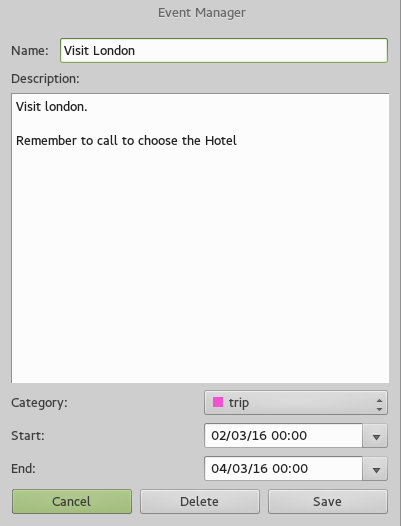 Event Manager
Name: Visit London
Description:
Visit london.
Remember to call to choose the Hotel
Category: trip
Start: 02/03/16 00:00
End: 04/03/16 00:00
Cancel Delete Save